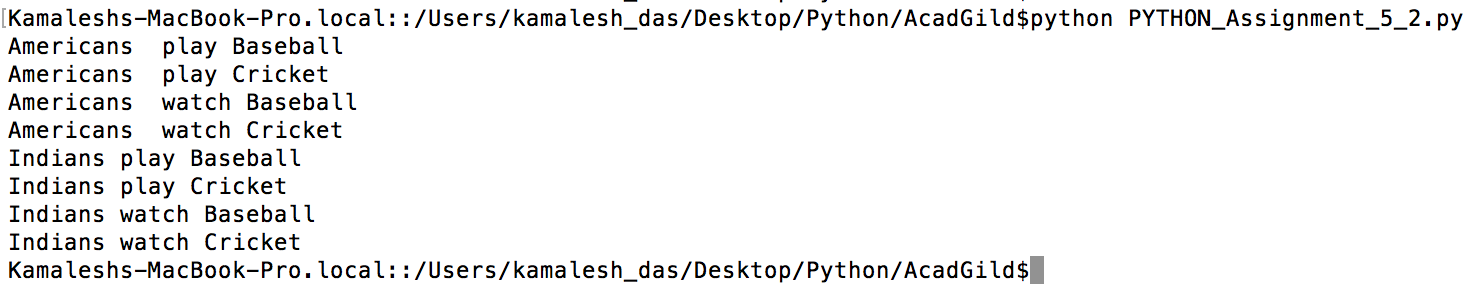 Kamaleshs-MacBook-Pro.local::/Users/kamalesh_das/Desktop/Python/AcadGild$python PYTHON_Assignment_5_2.py
Americans  play Baseball
Americans  play Cricket
Americans  watch Baseball
Americans  watch Cricket
Indians play Baseball
Indians play Cricket
Indians watch Baseball
Indians watch Cricket
Kamaleshs-MacBook-Pro.local::/Users/kamalesh_das/Desktop/Python/AcadGild$